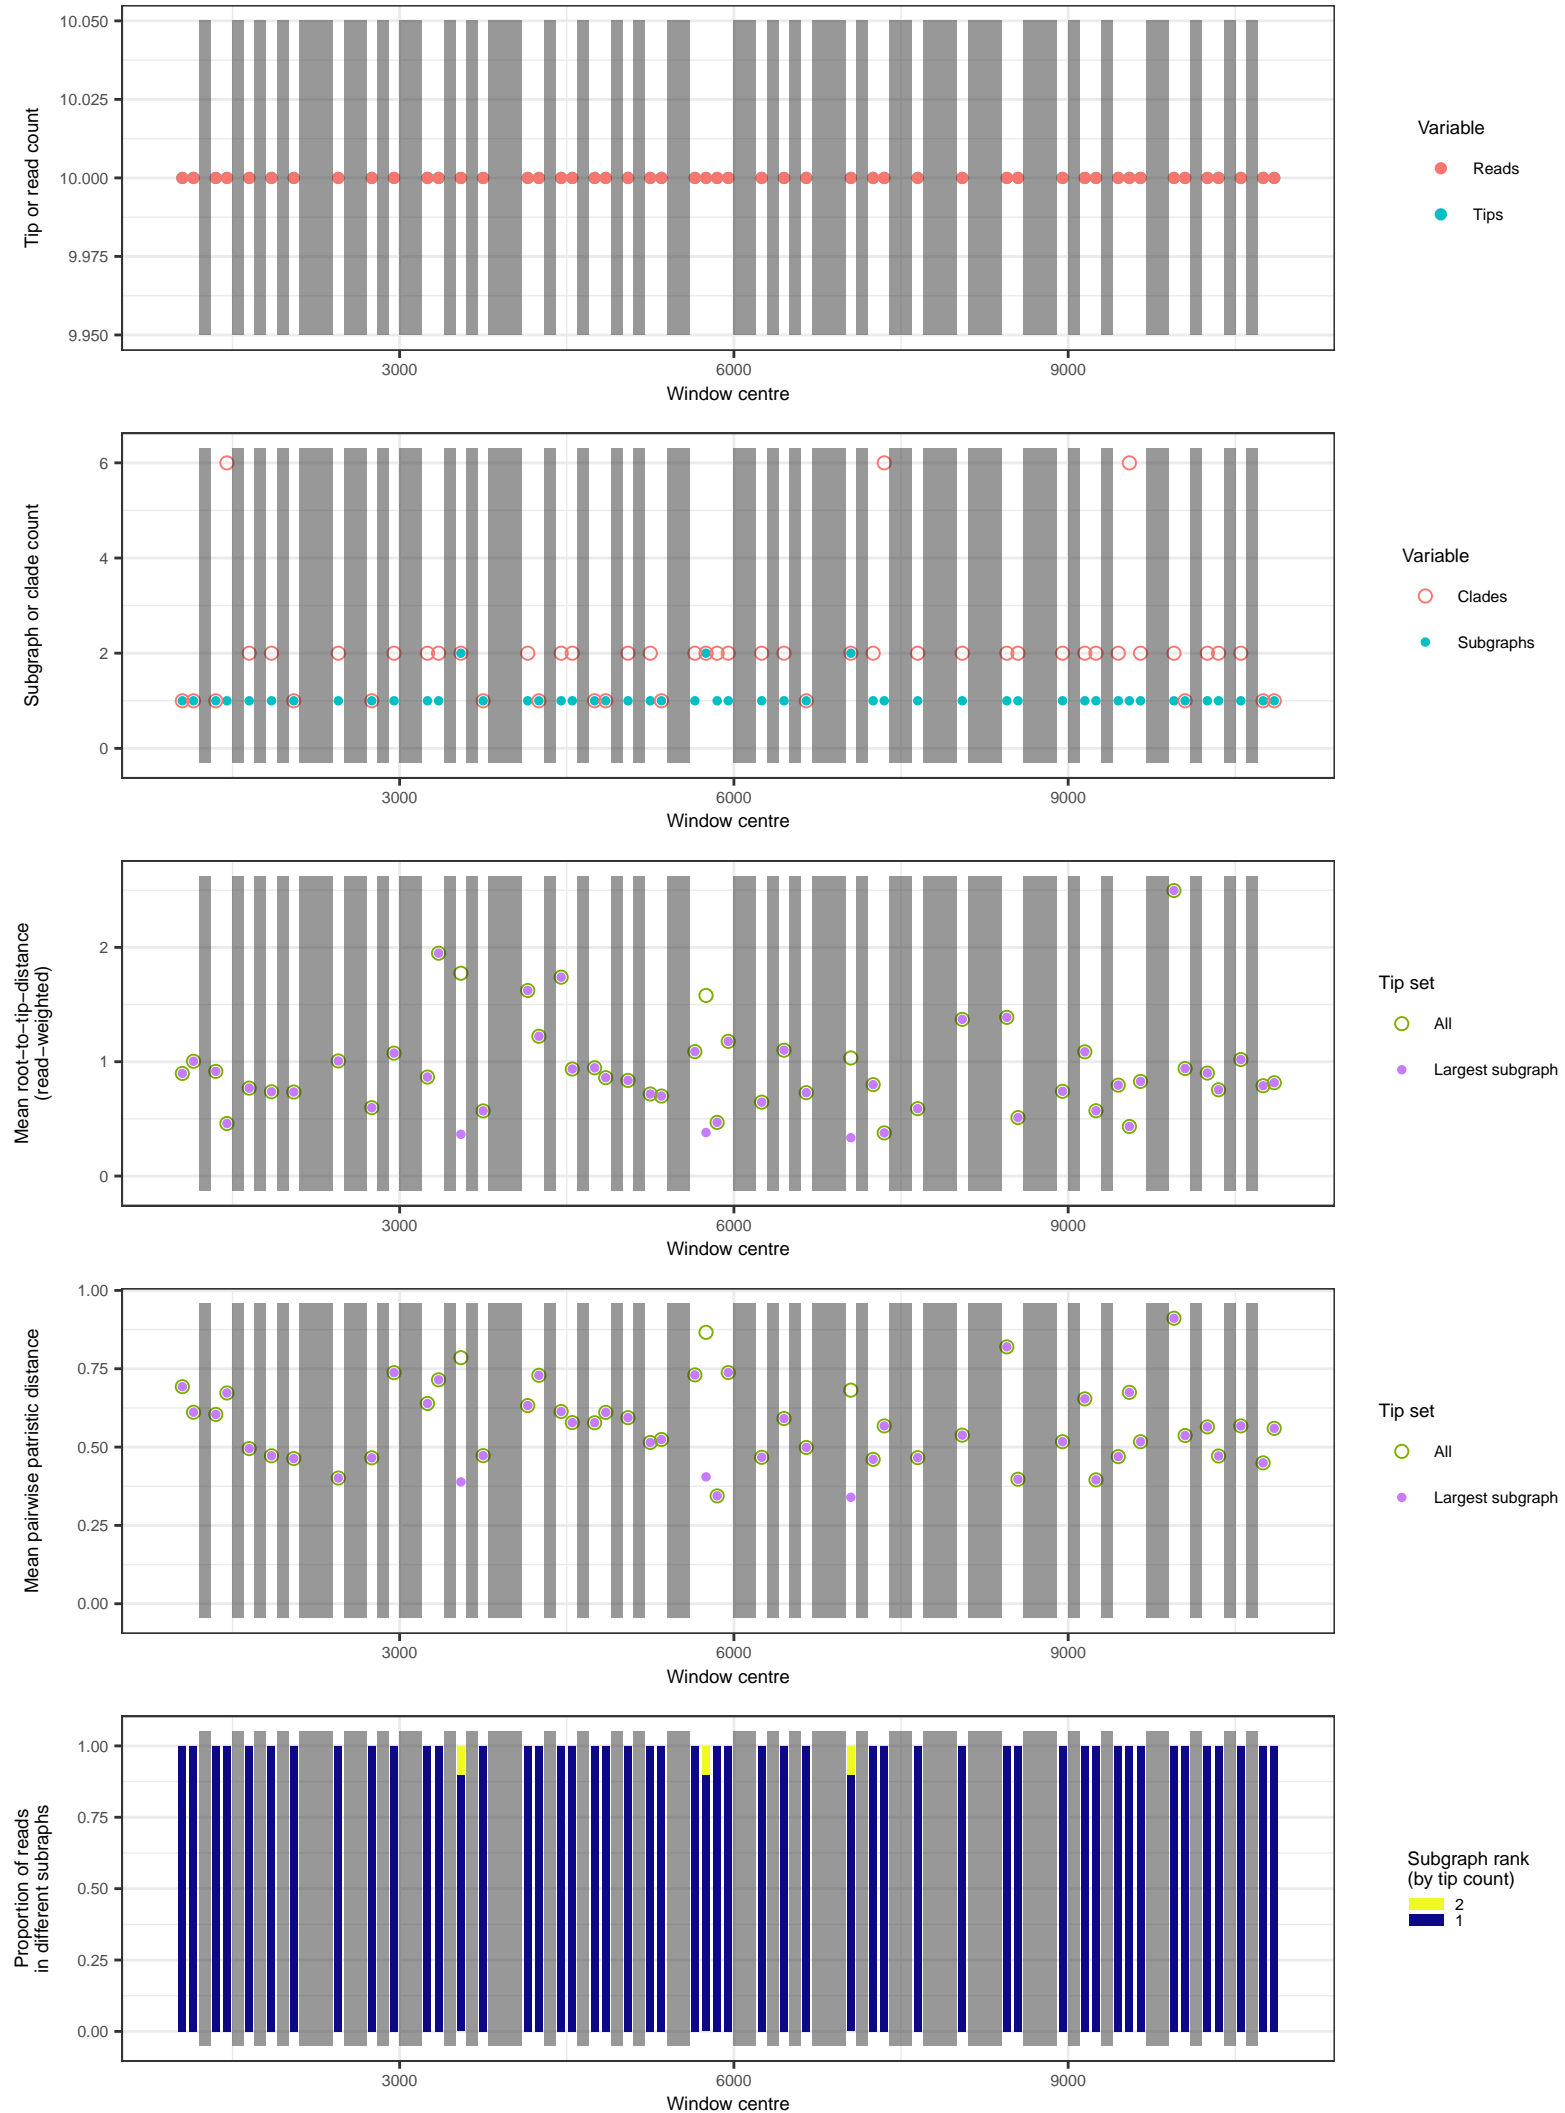 10.050
10.025
10.000
9.975
9.950
Tip or read count
3000
6000
9000
Window centre
Variable
Reads
Tips
6
4
2
0
Subgraph or clade count
3000
6000
9000
Window centre
Variable
Clades
Subgraphs
2
1
0
Mean root−to−tip−distance
(read−weighted)
3000
6000
9000
Window centre
Tip set
All
Largest subgraph
1.00
0.75
0.50
0.25
0.00
Mean pairwise patristic distance
3000
6000
9000
Window centre
Tip set
All
Largest subgraph
1.00
0.75
0.50
0.25
0.00
Proportion of reads
in different subraphs
3000
6000
9000
Window centre
Subgraph rank
(by tip count)
2
1